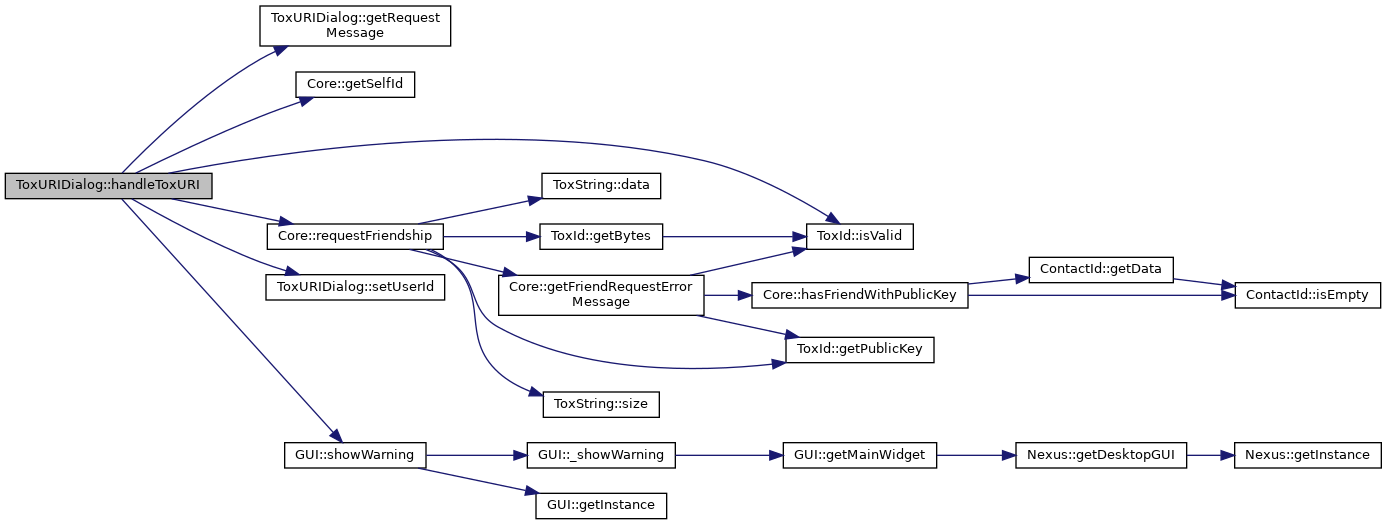 ToxURIDialog::getRequest
Message
Core::getSelfId
ToxURIDialog::handleToxURI
ToxString::data
Core::requestFriendship
ToxId::getBytes
ToxId::isValid
ToxURIDialog::setUserId
Core::getFriendRequestError
Message
Core::hasFriendWithPublicKey
ContactId::getData
ContactId::isEmpty
ToxId::getPublicKey
ToxString::size
GUI::showWarning
GUI::_showWarning
GUI::getMainWidget
Nexus::getDesktopGUI
Nexus::getInstance
GUI::getInstance